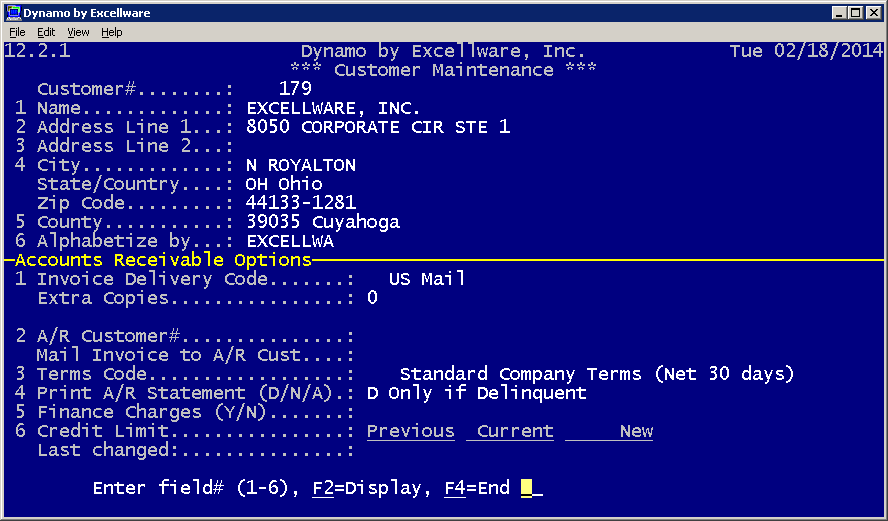 Dynamo by Excellware
File Edit View Help
12.2.1 Dynamo by Excellware, Inc. Tue 02/18/2014
*** Customer Maintenance ***
Customer#........: 179
1 Name.............: EXCELLWARE, INC.
2 Address Line 1...: 8050 CORPORATE CIR STE 1
3 Address Line 2...:
4 City.............: N ROYALTON
State/Country....: OH Ohio
Zip Code.........: 44133-1281
5 County...........: 39035 Cuyahoga
6 Alphabetize by...: EXCELLWA
Accounts Receivable Options
1 Invoice Delivery Code.......: US Mail
Extra Copies................: 0
2 A/R Customer#...............:
Mail Invoice to A/R Cust....:
3 Terms Code..................: Standard Company Terms (Net 30 days)
4 Print A/R Statement (D/N/A).: D Only if Delinquent
5 Finance Charges (Y/N).......:
6 Credit Limit................: Previous Current New
Last changed:...............:
Enter field# (1-6), F2=Display, F4=End